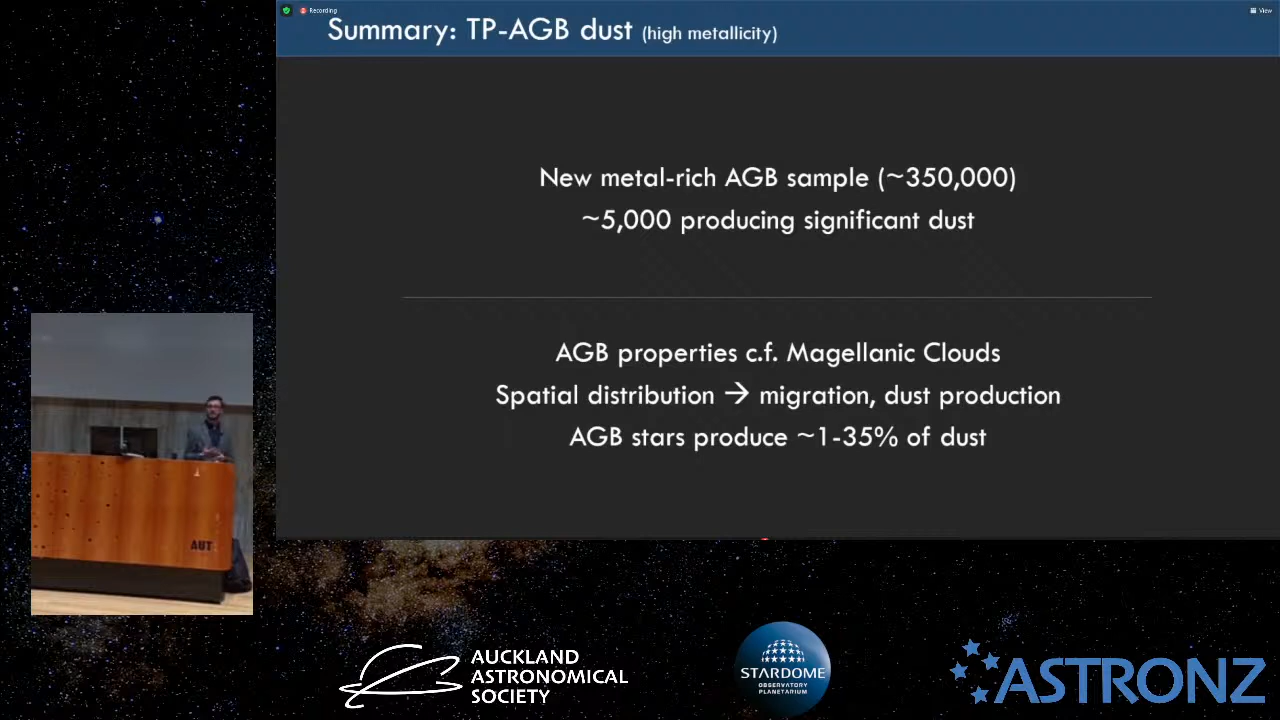 Recording
View
Summary: TP-AGB dust (high metallicity)
New metal-rich AGB sample (~350,000)
~5,000 producing significant dust
AGB properties c.f. Magellanic Clouds
Spatial distribution → migration, dust production
AGB stars produce ~1-35% of dust
AUT
AUCKLAND
ASTRONOMICAL
SOCIETY
STARDOME
OBSERVATORY
PLANETARIUM
ASTRONZ